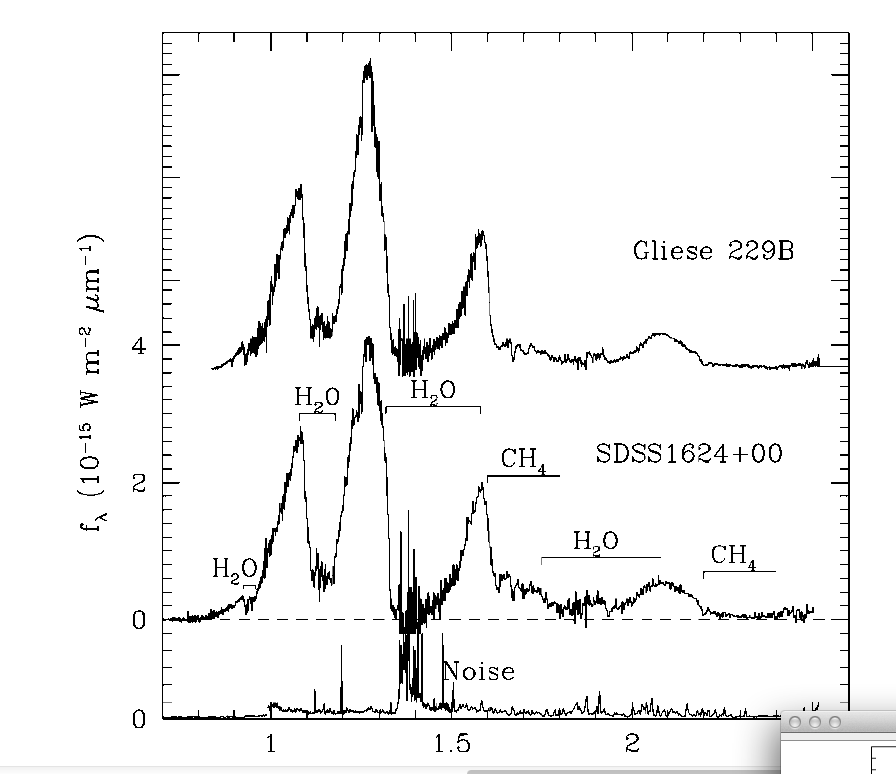 Gliese 229B
4
H₂O
H₂O
SDSS1624+00
CH₄
2
H₂O
CH₄
H₂O
0
Noise
0
1
1.5
2
f_λ (10⁻¹⁵ W m⁻² μm⁻¹)